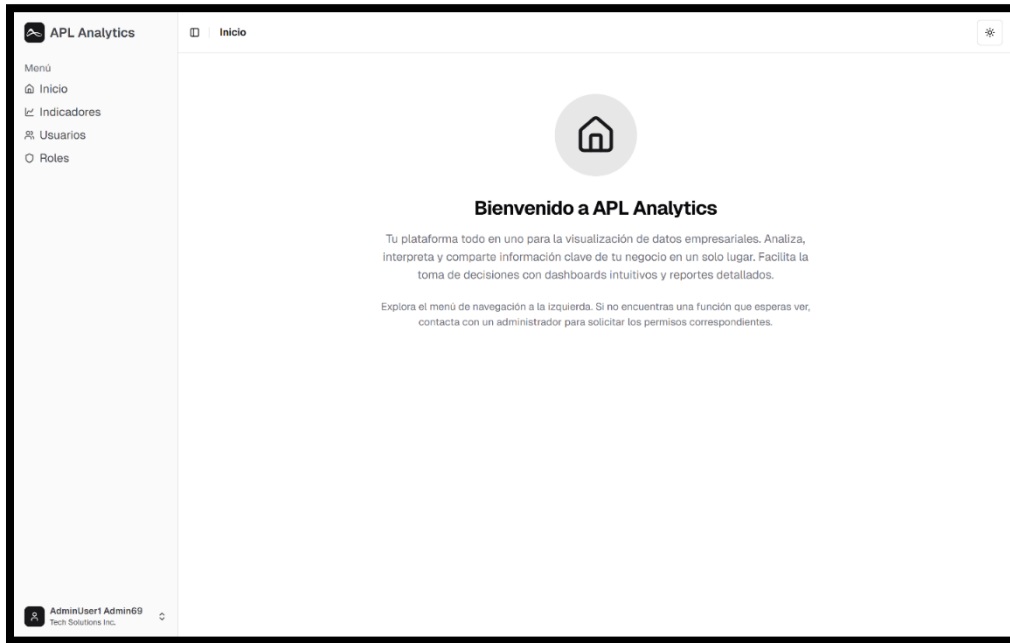 APL Analytics
Menú
Inicio
Indicadores
Usuarios
Roles
Inicio
Bienvenido a APL Analytics
Tu plataforma todo en uno para la visualización de datos empresariales. Analiza,
interpreta y comparte información clave de tu negocio en un solo lugar. Facilita la
toma de decisiones con dashboards intuitivos y reportes detallados.
Explora el menú de navegación a la izquierda. Si no encuentras una función que esperas ver,
contacta con un administrador para solicitar los permisos correspondientes.
AdminUser1 Admin69
Tech Solutions Inc.